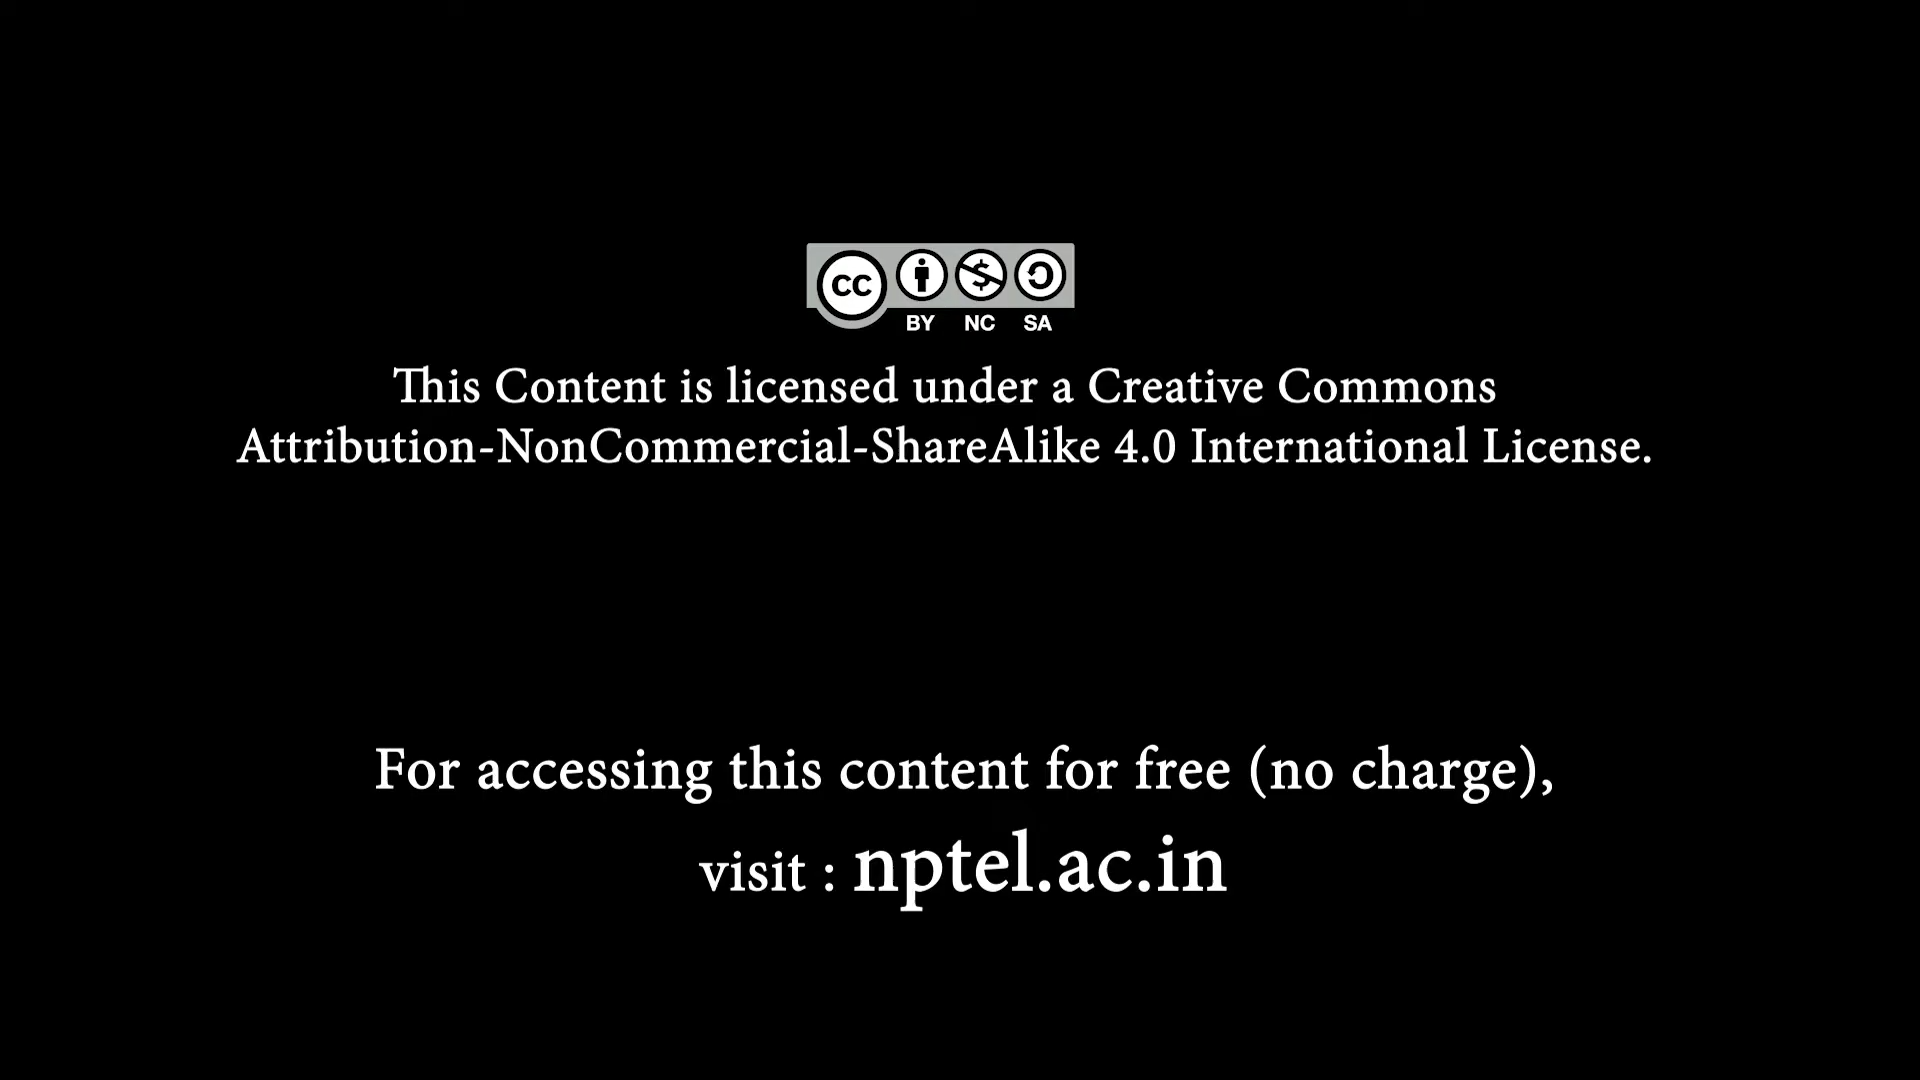 cc BY NC SA
This Content is licensed under a Creative Commons
Attribution-NonCommercial-ShareAlike 4.0 International License.
For accessing this content for free (no charge),
visit : nptel.ac.in